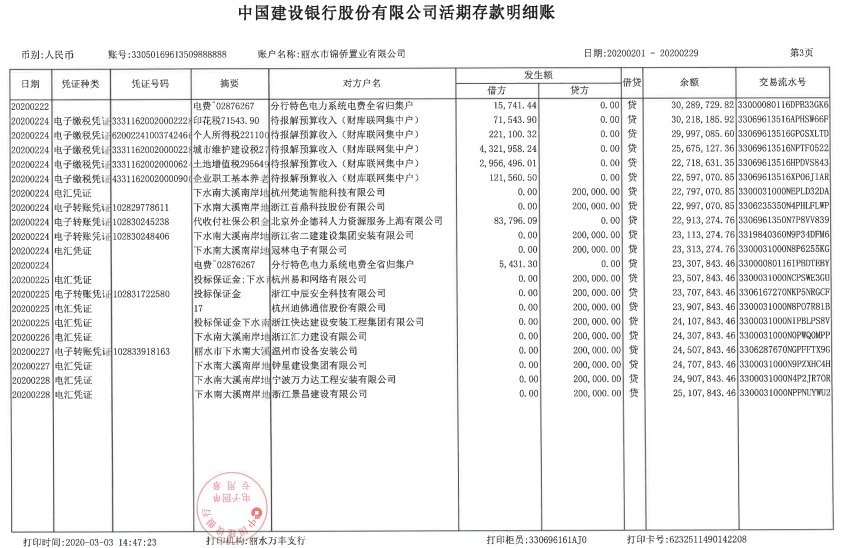 中国建设银行股份有限公司活期存款明细账
币别:人民币 账号:33050169613509888888 账户名称:丽水市锦侨置业有限公司 日期:20200201 - 20200229 第3页
日期 凭证种类 凭证号码 摘要 对方户名 发生额 借贷 余额 交易流水号
借方 贷方
20200222 电费^02876267 分行特色电力系统电费全省归集户 15,741.44 0.00 贷 30,289,729.82 33000080116DPB33GK6
20200224 电子缴税凭证 3331162002000222 印花税71543.90 待报解预算收入（财库联网集中户） 71,543.90 0.00 贷 30,218,185.92 33069613516APHSW66F
20200224 电子缴税凭证 620022410037424 个人所得税22110 待报解预算收入（财库联网集中户） 221,100.32 0.00 贷 29,997,085.60 33069613516GPGSXLTD
20200224 电子缴税凭证 333116200200002 城市维护建设税27 待报解预算收入（财库联网集中户） 4,321,958.24 0.00 贷 25,675,127.36 33069613516NPTF0522
20200224 电子缴税凭证 333116200200006 土地增值税29564 待报解预算收入（财库联网集中户） 2,956,496.01 0.00 贷 22,718,631.35 33069613516HPDVS843
20200224 电子缴税凭证 433116200200009 企业职工基本养老 待报解预算收入（财库联网集中户） 121,560.50 0.00 贷 22,597,070.85 33069613516XPO6J1AR
20200224 电汇凭证 下水南大溪南岸地 杭州笕迪智能科技有限公司 0.00 200,000.00 贷 22,797,070.85 3300031000NEPLD32DA
20200224 电子转账凭证 102829778611 下水南大溪南岸地 浙江首鼎科技股份有限公司 0.00 200,000.00 贷 22,997,070.85 3306235350N4PHLFLWP
20200224 电子转账凭证 102830245238 代收付社保公积金 北京外企德科人力资源服务上海有限公司 83,796.09 0.00 贷 22,913,274.76 3306961350N7P8VV839
20200224 电子转账凭证 102830248406 下水南大溪南岸地 浙江省二建建设集团安装有限公司 0.00 200,000.00 贷 23,113,274.76 3319840360N9P34DFM6
20200224 电汇凭证 下水南大溪南岸地 冠林电子有限公司 0.00 200,000.00 贷 23,313,274.76 3300031000N8P6255KG
20200224 电费^02876267 分行特色电力系统电费全省归集户 5,431.30 0.00 贷 23,307,843.46 33000080116IPBDTEBY
20200225 电汇凭证 投标保证金;下水 杭州易和网络有限公司 0.00 200,000.00 贷 23,507,843.46 3300031000NCPSWE3GU
20200225 电子转账凭证 102831722580 投标保证金 浙江中辰安全科技有限公司 0.00 200,000.00 贷 23,707,843.46 3306167270NKP5NRGCF
20200225 电汇凭证 17 杭州迪佛通信股份有限公司 0.00 200,000.00 贷 23,907,843.46 3300031000N8PO7R81B
20200225 电汇凭证 投标保证金下水南 浙江快达建设安装工程集团有限公司 0.00 200,000.00 贷 24,107,843.46 3300031000NIPBLPS8V
20200226 电汇凭证 下水南大溪南岸地 浙江汇力建设有限公司 0.00 200,000.00 贷 24,307,843.46 3300031000NOPWQOMPP
20200227 电子转账凭证 102833918163 丽水市下水南大溪 温州市设备安装公司 0.00 200,000.00 贷 24,507,843.46 3306287670NGPFFTX9G
20200227 电汇凭证 下水南大溪南岸地 钟星建设集团有限公司 0.00 200,000.00 贷 24,707,843.46 3300031000N9PZXHC4H
20200228 电汇凭证 下水南大溪南岸地 宁波万力达工程安装有限公司 0.00 200,000.00 贷 24,907,843.46 3300031000N4P2JR7OR
20200228 电汇凭证 下水南大溪南岸地 浙江景昌建设有限公司 0.00 200,000.00 贷 25,107,843.46 3300031000NPPNUYWU2
中国建设银行
电子回单
专用章
打印时间:2020-03-03 14:47:23 打印机构:丽水万丰支行 打印柜员:330696161AJ0 打印卡号:6232511490142208